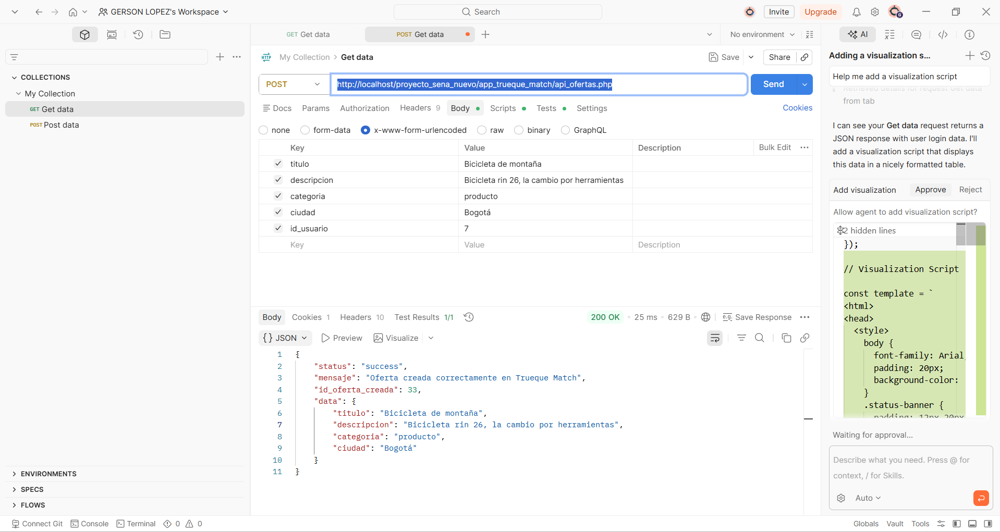 GERSON LOPEZ's Workspace
Search
Invite
Upgrade
GET Get data
POST Get data
No environment
AI
COLLECTIONS
My Collection
GET Get data
POST Post data
ENVIRONMENTS
SPECS
FLOWS
HTTP
My Collection > Get data
Save
Share
POST
http://localhost/proyecto_sena_nuevo/app_trueque_match/api_ofertas.php
Send
Docs Params Authorization Headers 9 Body Scripts Tests Settings
Cookies
none form-data x-www-form-urlencoded raw binary GraphQL
Key Value Description Bulk Edit
titulo Bicicleta de montaña
descripcion Bicicleta rin 26, la cambio por herramientas
categoria producto
ciudad Bogotá
id_usuario 7
Key Value Description
Body Cookies 1 Headers 10 Test Results 1/1
200 OK • 25 ms • 629 B
e.g. Save Response
{} JSON Preview Visualize
1 {
2 "status": "success",
3 "mensaje": "Oferta creada correctamente en Trueque Match",
4 "id_oferta_creada": 33,
5 "data": {
6 "titulo": "Bicicleta de montaña",
7 "descripcion": "Bicicleta rin 26, la cambio por herramientas",
8 "categoria": "producto",
9 "ciudad": "Bogotá"
10 }
11 }
Adding a visualization s...
Help me add a visualization script
Retrieved details for request Get data
from tab
I can see your Get data request returns a
JSON response with user login data. I'll
add a visualization script that displays
this data in a nicely formatted table.
Add visualization Approve Reject
Allow agent to add visualization script?
2 hidden lines
});
// Visualization Script
const template = `
<html>
<head>
<style>
body {
font-family: Arial,
padding: 20px;
background-color:
}
.status-banner {
padding: 12px 20px
Waiting for approval...
Describe what you need. Press @ for
context, / for Skills.
Auto
Connect Git Console Terminal 0 0
Globals Vault Tools